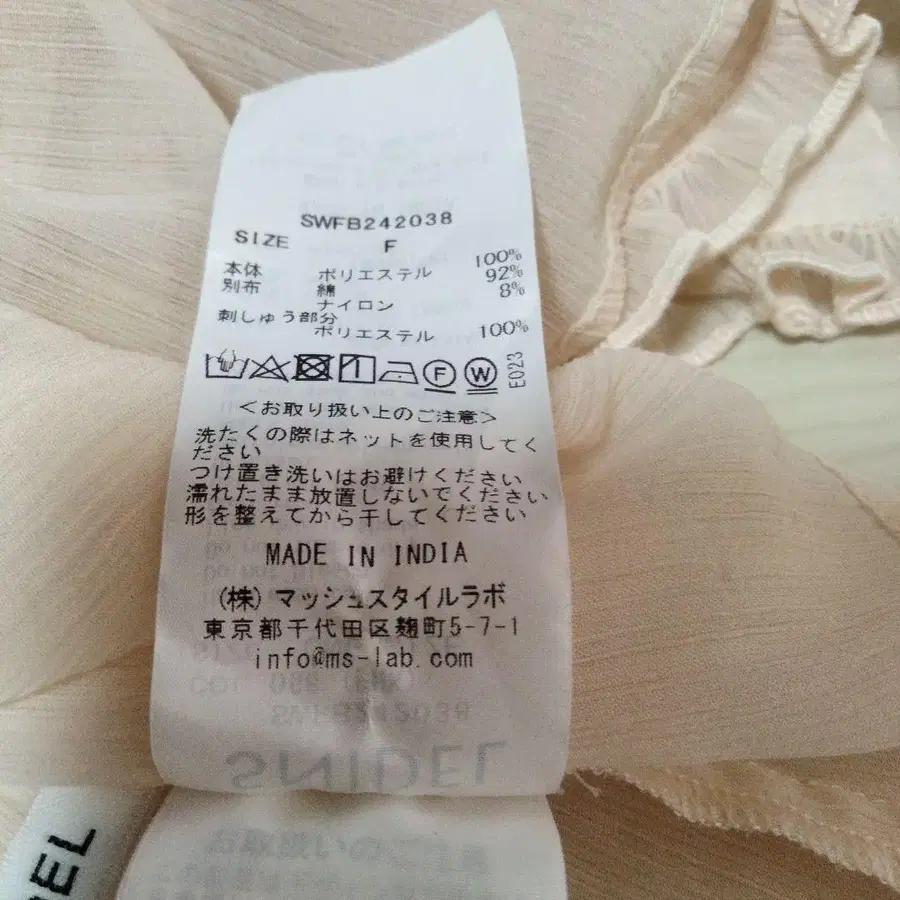 SWFB242038
SIZE F
本体 ポリエステル 100%
別布 綿 92%
ナイロン 8%
刺しゅう部分
ポリエステル 100%
F W E023
<お取り扱い上のご注意>
洗たくの際はネットを使用してく
ださい
つけ置き洗いはお避けください
濡れたまま放置しないでください
形を整えてから干してください
MADE IN INDIA
(株)マッシュスタイルラボ
東京都千代田区麹町5-7-1
info@ms-lab.com
SWFB242038
SNIDEL
DEL